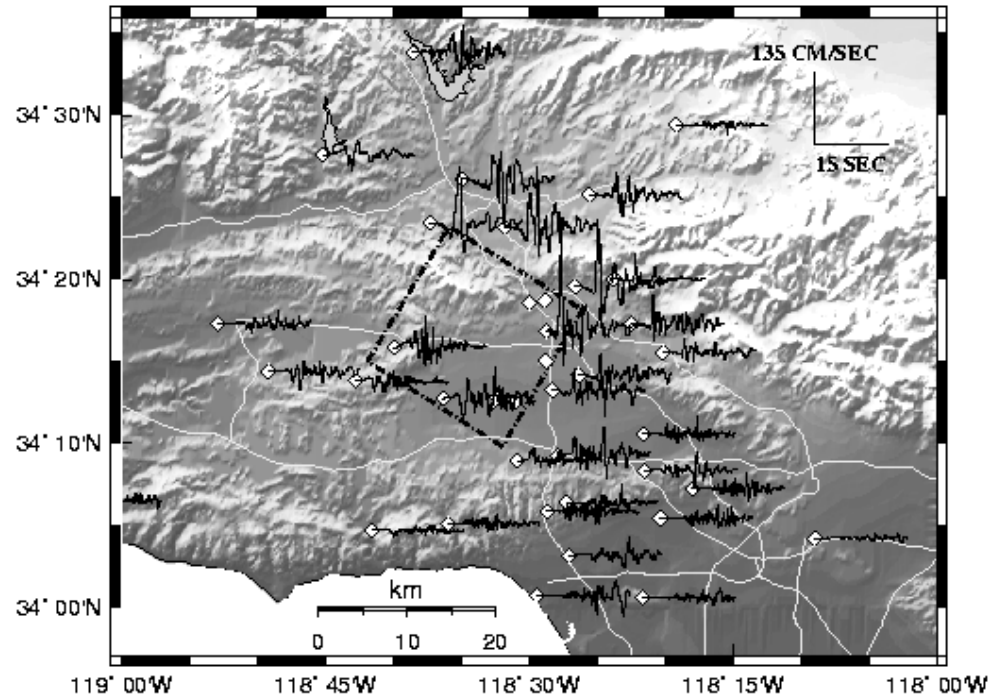 135 CM/SEC
34˚ 30'N
15 SEC
34˚ 20'N
34˚ 10'N
km
34˚ 00'N
0 10 20
119˚ 00'W 118˚ 45'W 118˚ 30'W 118˚ 15'W 118˚ 00'W